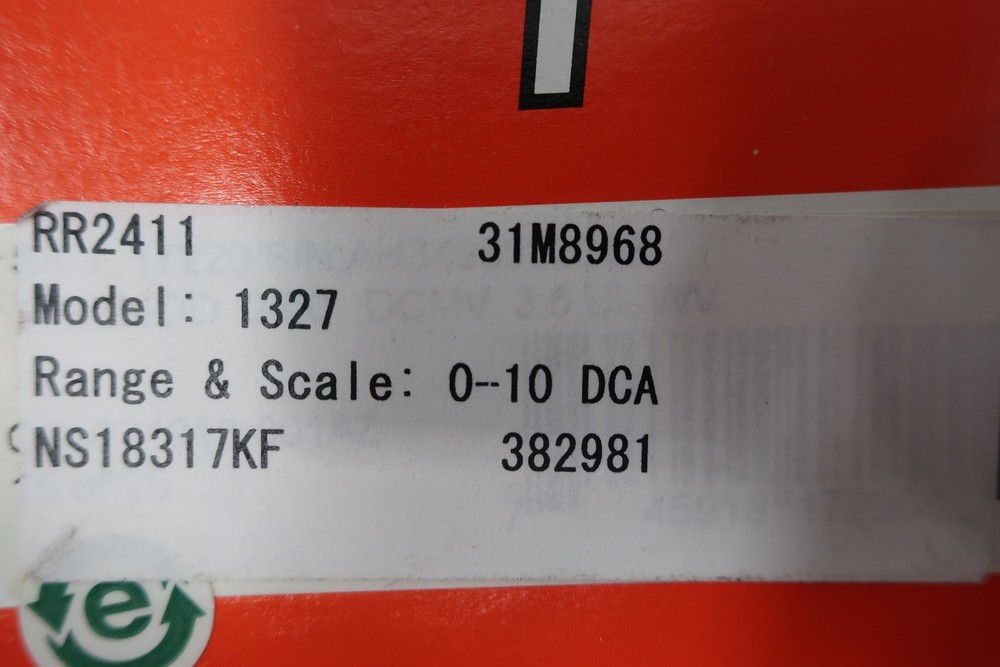 RR2411 31M8968
Model: 1327
Range & Scale: 0--10 DCA
NS18317KF 382981
e